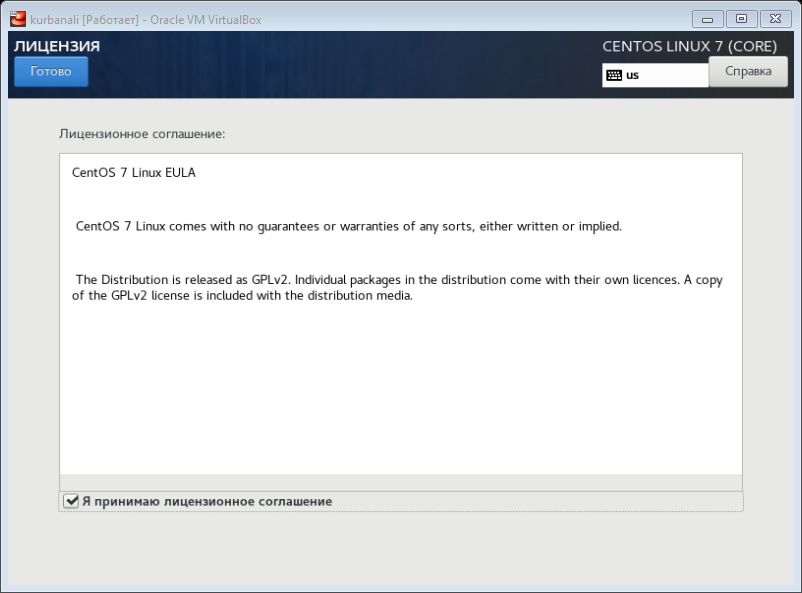 kurbanali [Работает] - Oracle VM VirtualBox
ЛИЦЕНЗИЯ
CENTOS LINUX 7 (CORE)
Готово
us
Справка
Лицензионное соглашение:
CentOS 7 Linux EULA
CentOS 7 Linux comes with no guarantees or warranties of any sorts, either written or implied.
The Distribution is released as GPLv2. Individual packages in the distribution come with their own licences. A copy
of the GPLv2 license is included with the distribution media.
Я принимаю лицензионное соглашение